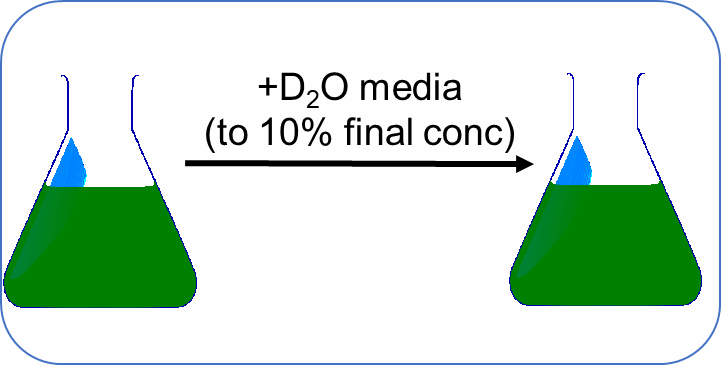 +D₂O media
(to 10% final conc)